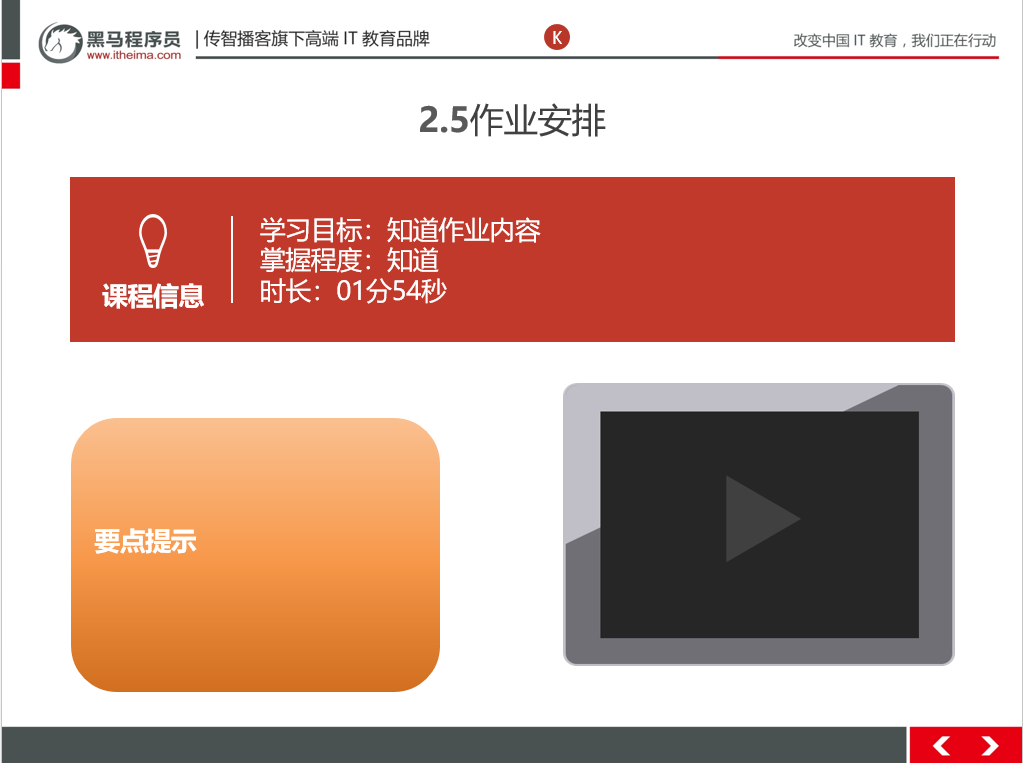 黑马程序员
www.itheima.com
|传智播客旗下高端 IT 教育品牌
K
改变中国 IT 教育，我们正在行动
2.5作业安排
课程信息
学习目标：知道作业内容
掌握程度：知道
时长：01分54秒
要点提示